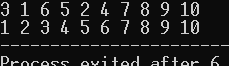 3 1 6 5 2 4 7 8 9 10
1 2 3 4 5 6 7 8 9 10
--------------------------------
Process exited after 6